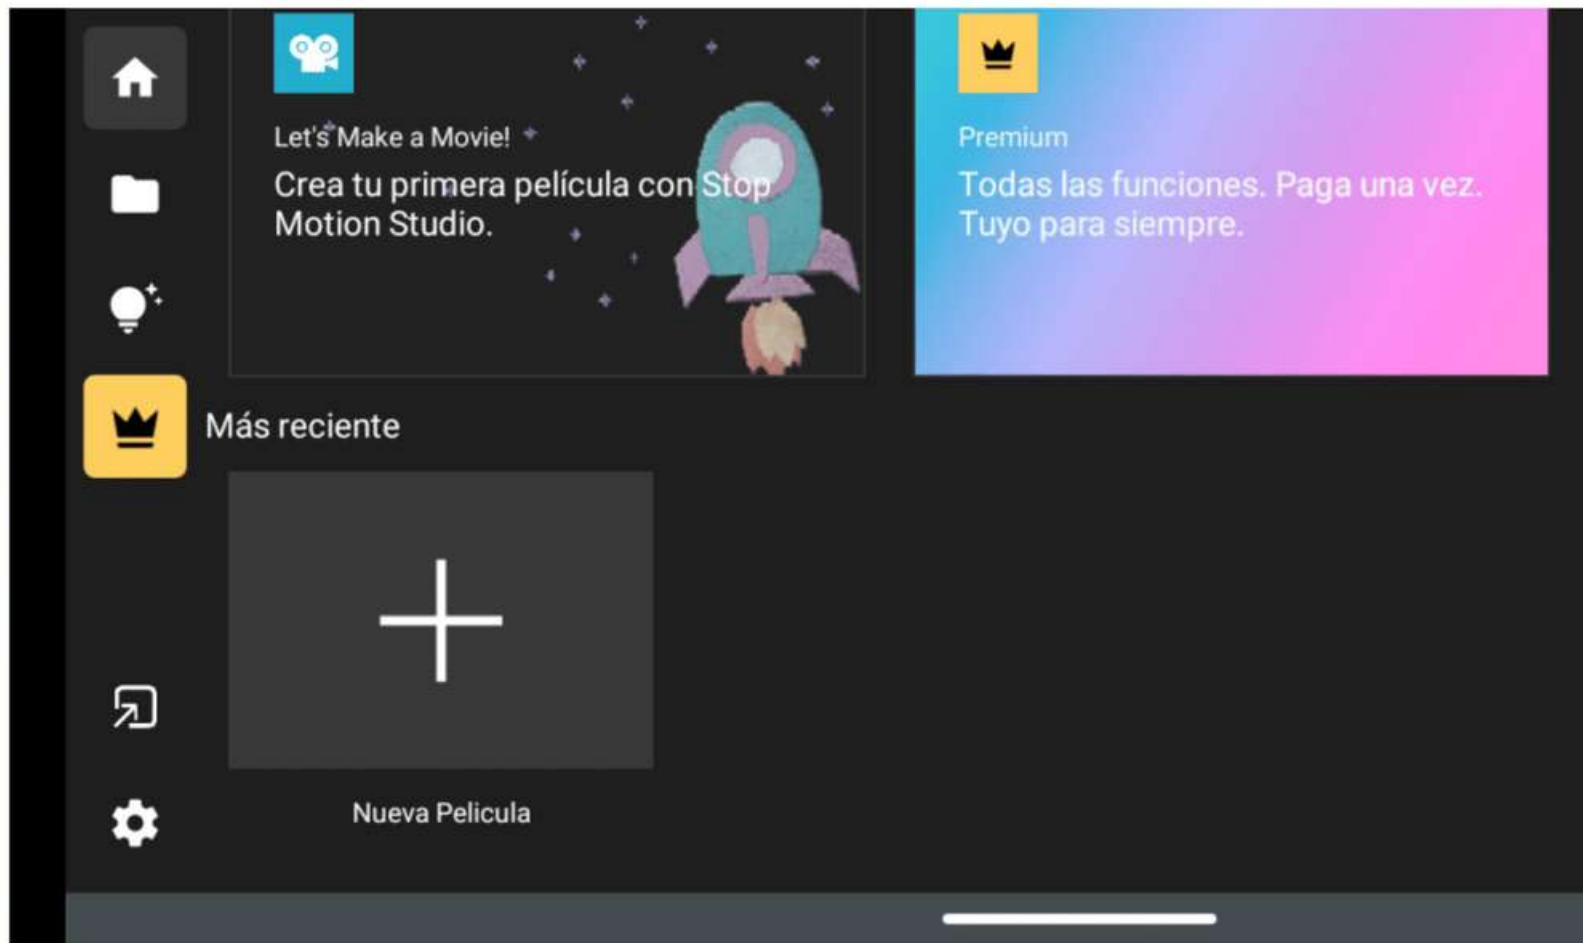 Let's Make a Movie!
Crea tu primera película con Stop
Motion Studio.
Premium
Todas las funciones. Paga una vez.
Tuyo para siempre.
Más reciente
Nueva Pelicula